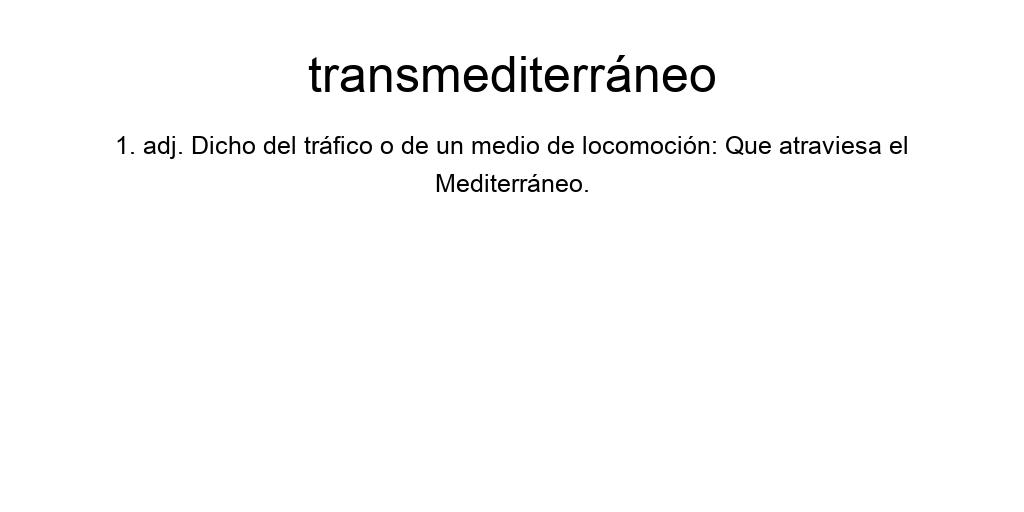 transmediterráneo
1. adj. Dicho del tráfico o de un medio de locomoción: Que atraviesa el
Mediterráneo.